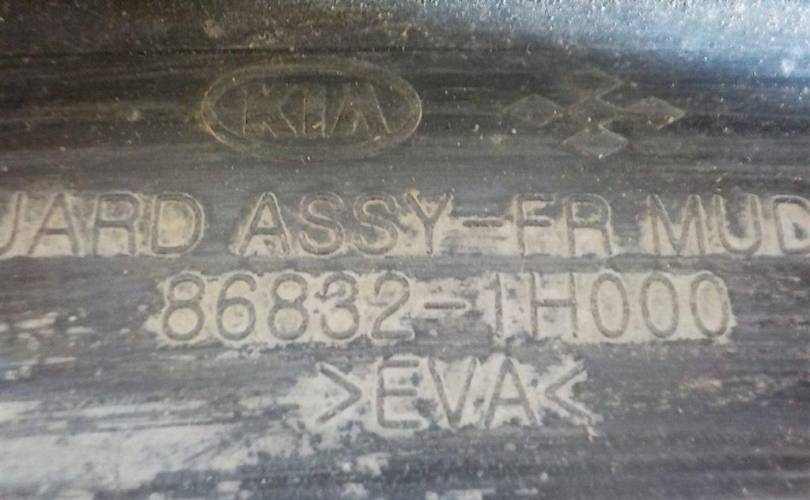 KIA
UARD ASSY-FR MUD
86832-1H000
>EVA<